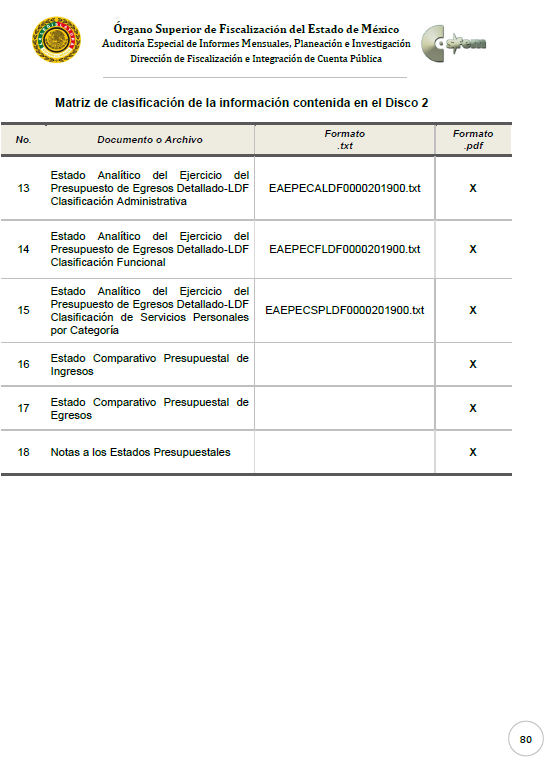 Órgano Superior de Fiscalización del Estado de México
Auditoría Especial de Informes Mensuales, Planeación e Investigación
Dirección de Fiscalización e Integración de Cuenta Pública
osfem
Matriz de clasificación de la información contenida en el Disco 2
No. Documento o Archivo Formato .txt Formato .pdf
13 Estado Analítico del Ejercicio del
Presupuesto de Egresos Detallado-LDF
Clasificación Administrativa
EAEPECALDF0000201900.txt X
14 Estado Analítico del Ejercicio del
Presupuesto de Egresos Detallado-LDF
Clasificación Funcional
EAEPECFLDF0000201900.txt X
15 Estado Analítico del Ejercicio del
Presupuesto de Egresos Detallado-LDF
Clasificación de Servicios Personales
por Categoría
EAEPECSPLDF0000201900.txt X
16 Estado Comparativo Presupuestal de
Ingresos
X
17 Estado Comparativo Presupuestal de
Egresos
X
18 Notas a los Estados Presupuestales X
80